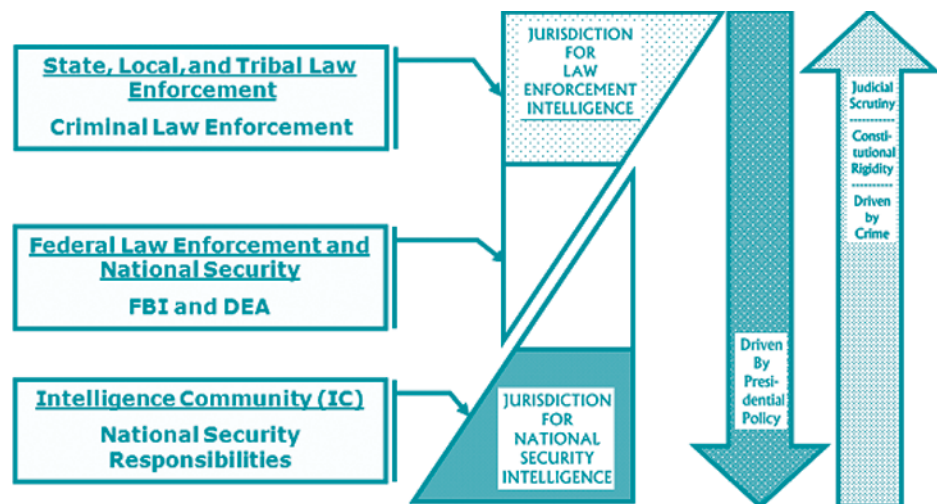 State, Local, and Tribal Law
Enforcement
Criminal Law Enforcement
Federal Law Enforcement and
National Security
FBI and DEA
Intelligence Community (IC)
National Security
Responsibilities
JURISDICTION
FOR
LAW
ENFORCEMENT
INTELLIGENCE
JURISDICTION
FOR
NATIONAL
SECURITY
INTELLIGENCE
Driven
By
Presi-
dential
Policy
Judicial
Scrutiny
Consti-
tutional
Rigidity
Driven
by
Crime